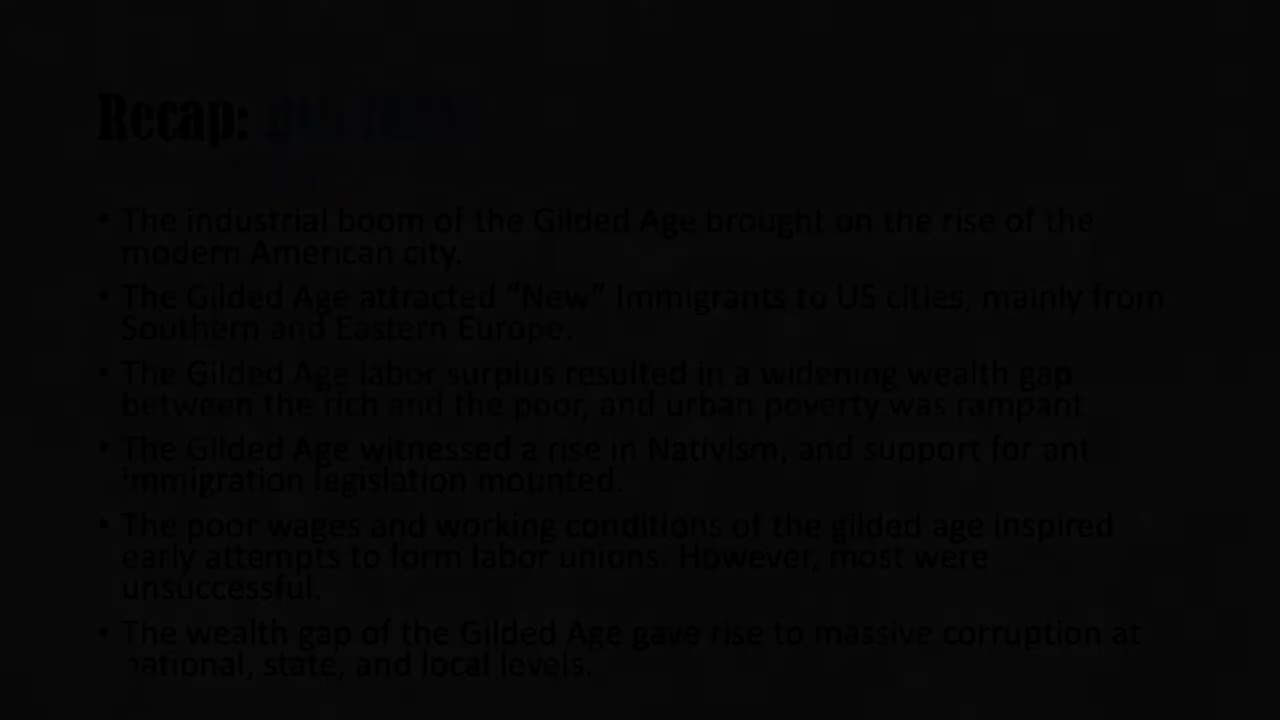 Recap:
• The industrial boom of the Gilded Age brought on the rise of the
modern American city.
• The Gilded Age attracted "New" Immigrants to US cities, mainly from
Southern and Eastern Europe.
• The Gilded Age labor surplus resulted in a widening wealth gap
between the rich and the poor, and urban poverty was rampant
• The Gilded Age witnessed a rise in Nativism, and support for ant
immigration legislation mounted.
• The poor wages and working conditions of the gilded age inspired
early attempts to form labor unions. However, most were
unsuccessful.
• The wealth gap of the Gilded Age gave rise to massive corruption at
national, state, and local levels.